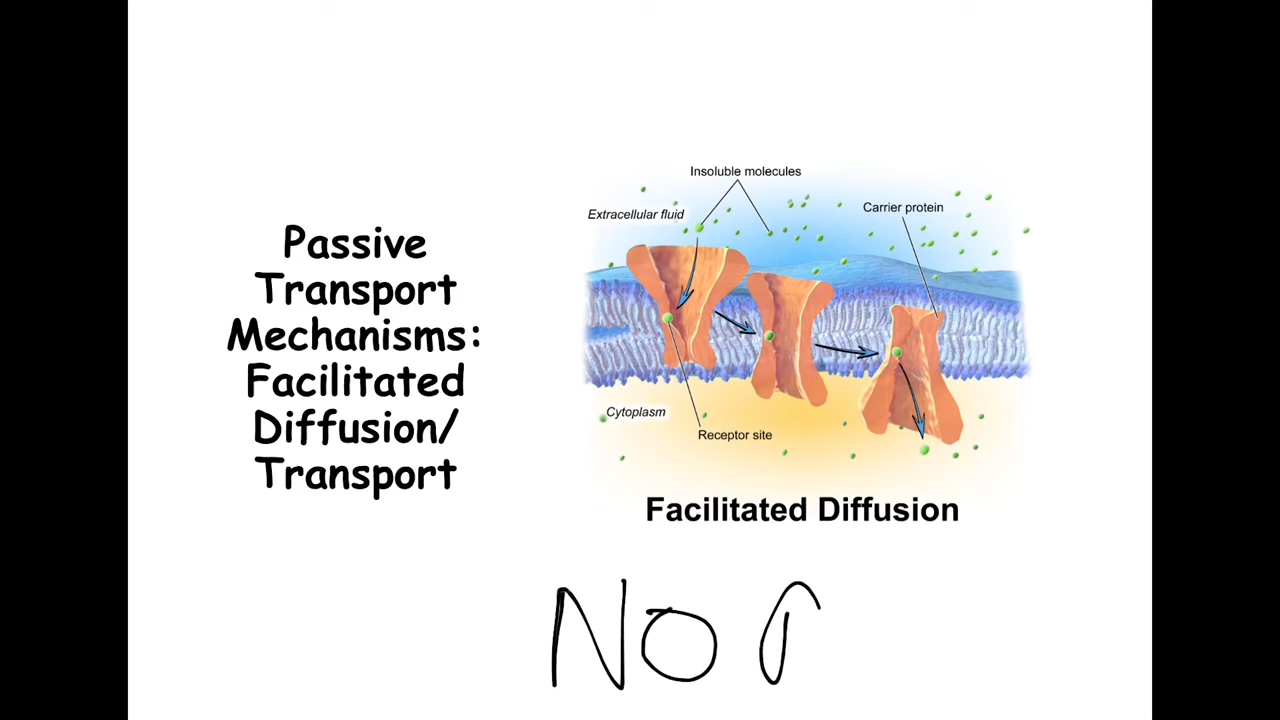 Passive
Transport
Mechanisms:
Facilitated
Diffusion/
Transport
Insoluble molecules
Extracellular fluid
Carrier protein
Cytoplasm
Receptor site
Facilitated Diffusion
NO